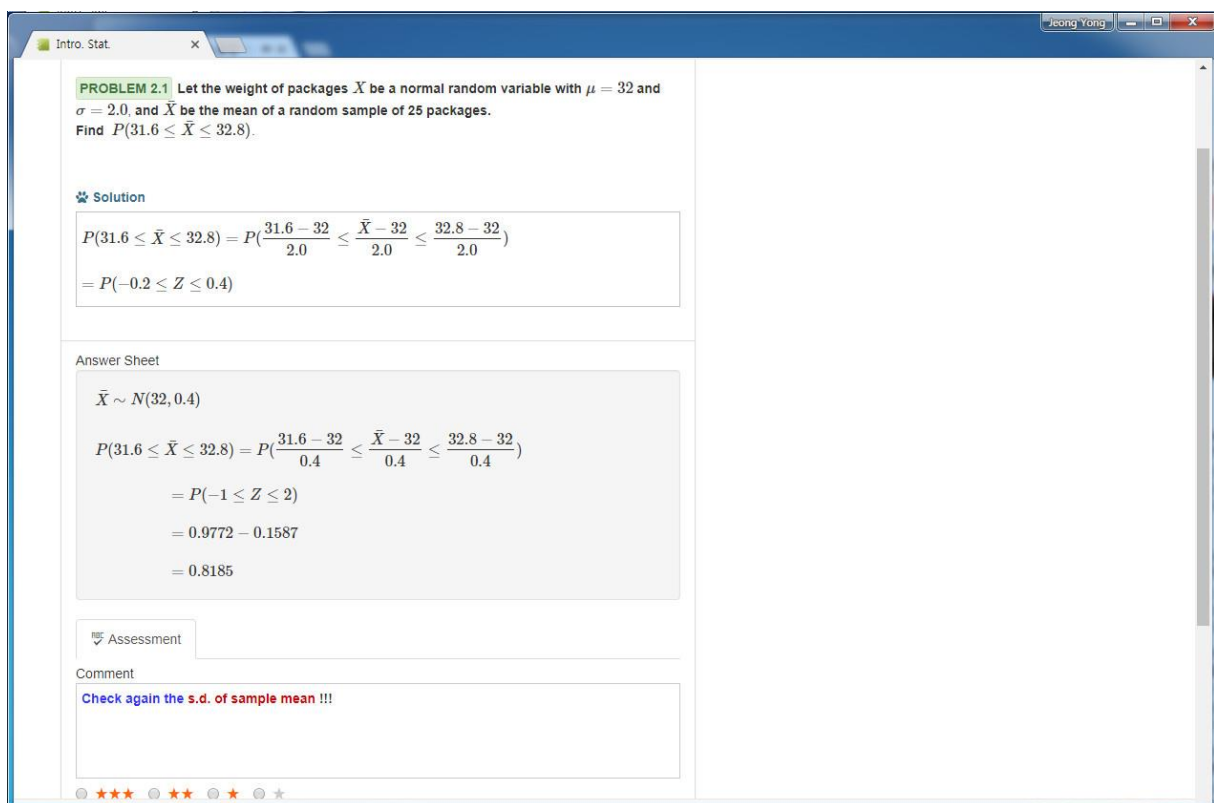 Jeong Yong
Intro. Stat.
PROBLEM 2.1 Let the weight of packages X be a normal random variable with μ = 32 and
σ = 2.0, and X̄ be the mean of a random sample of 25 packages.
Find P(31.6 ≤ X̄ ≤ 32.8).
Solution
P(31.6 ≤ X̄ ≤ 32.8) = P((31.6 − 32)/2.0 ≤ (X̄ − 32)/2.0 ≤ (32.8 − 32)/2.0)
= P(−0.2 ≤ Z ≤ 0.4)
Answer Sheet
X̄ ∼ N(32, 0.4)
P(31.6 ≤ X̄ ≤ 32.8) = P((31.6 − 32)/0.4 ≤ (X̄ − 32)/0.4 ≤ (32.8 − 32)/0.4)
= P(−1 ≤ Z ≤ 2)
= 0.9772 − 0.1587
= 0.8185
Assessment
Comment
Check again the s.d. of sample mean !!!